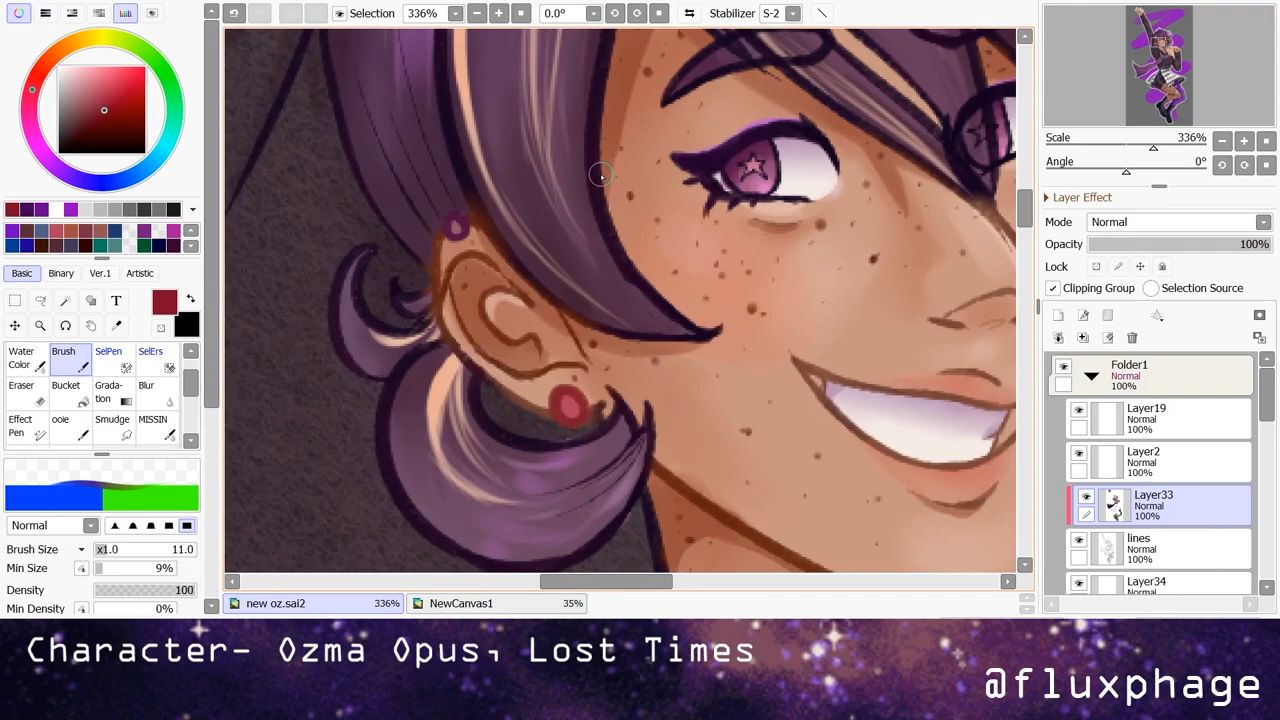 Selection
336%
0.0°
Stabilizer
S-2
Basic
Binary
Ver.1
Artistic
T
Water
Color
Brush
SelPen
SelErs
Eraser
Bucket
Grada-
tion
Blur
Effect
Pen
ooie
Smudge
MISSIN
Normal
Brush Size
x1.0
11.0
Min Size
9%
Density
100
Min Density
0%
new oz.sai2
336%
NewCanvas1
35%
Scale
336%
Angle
0°
Layer Effect
Mode
Normal
Opacity
100%
Lock
Clipping Group
Selection Source
Folder1
Normal
100%
Layer19
Normal
100%
Layer2
Normal
100%
Layer33
Normal
100%
lines
Normal
100%
Layer34
Normal
Character- Ozma Opus, Lost Times
@fluxphage